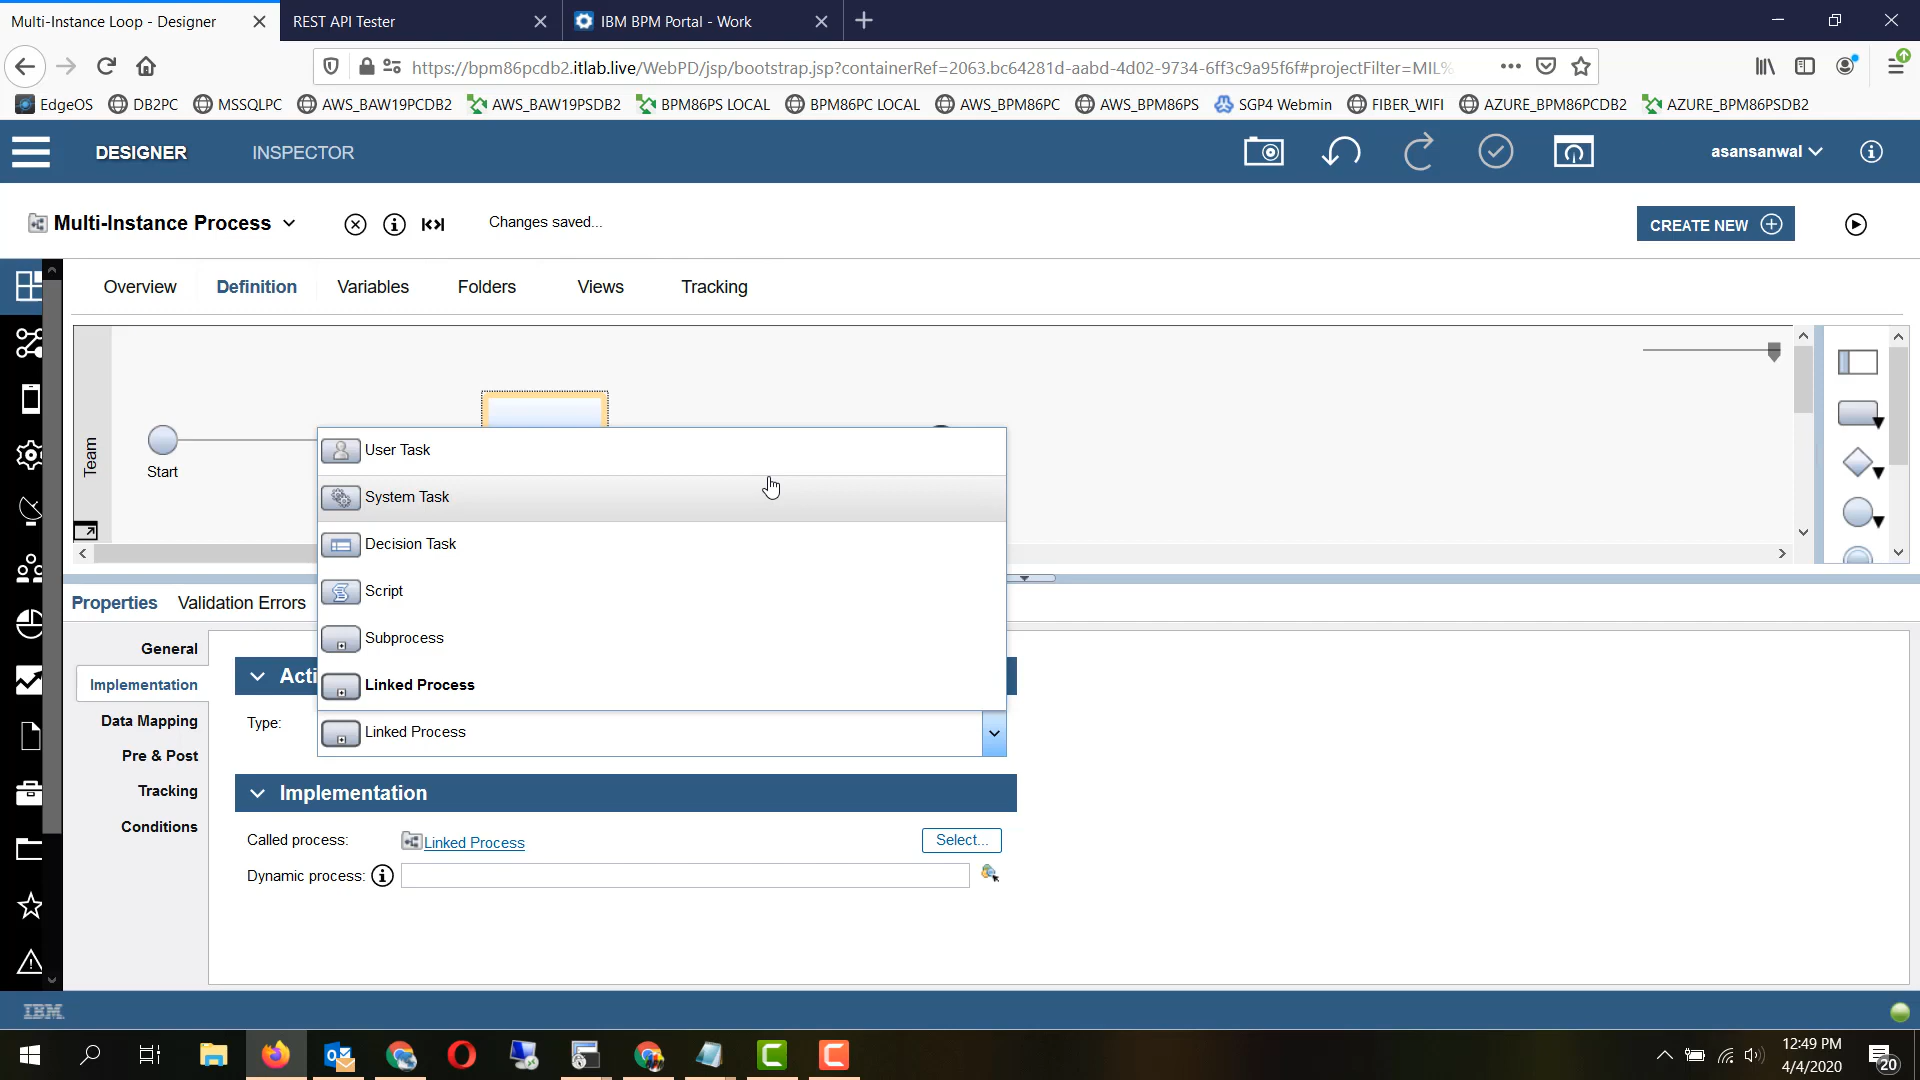 Multi-Instance Loop - Designer
REST API Tester
IBM BPM Portal - Work
https://bpm86pcdb2.itlab.live/WebPD/jsp/bootstrap.jsp?containerRef=2063.bc64281d-aabd-4d02-9734-6ff3c9a95f6f#projectFilter=MIL%
EdgeOS DB2PC MSSQLPC AWS_BAW19PCDB2 AWS_BAW19PSDB2 BPM86PS LOCAL BPM86PC LOCAL AWS_BPM86PC AWS_BPM86PS SGP4 Webmin FIBER_WIFI AZURE_BPM86PCDB2 AZURE_BPM86PSDB2
DESIGNER INSPECTOR asansanwal
Multi-Instance Process Changes saved... CREATE NEW
Overview Definition Variables Folders Views Tracking
Team
Start
User Task
System Task
Decision Task
Script
Subprocess
Linked Process
Properties Validation Errors
General
Implementation
Data Mapping
Pre & Post
Tracking
Conditions
Acti
Type: Linked Process
Implementation
Called process: Linked Process Select...
Dynamic process:
IBM
12:49 PM
4/4/2020
20